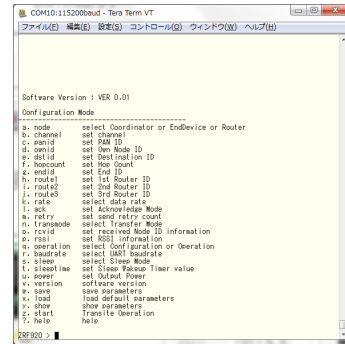 COM10:115200baud - Tera Term VT
ファイル(F) 編集(E) 設定(S) コントロール(O) ウィンドウ(W) ヘルプ(H)
Software Version : VER 0.01
Configuration Mode
----------------------------------------
a. node select Coordinator or EndDevice or Router
b. channel set channel
c. panid set PAN ID
d. ownid set Own Node ID
e. dstid set Destination ID
f. hopcount set Hop Count
g. endid set End ID
h. route1 set 1st Router ID
i. route2 set 2nd Router ID
j. route3 set 3rd Router ID
k. rate select data rate
l. ack set Acknowledge Mode
m. retry set send retry count
n. transmode select Transfer Mode
o. rcvid set received Node ID information
p. rssi set RSSI information
q. operation select Configuration or Operation
r. baudrate select UART baudrate
s. sleep select Sleep Mode
t. sleeptime set Sleep Wakeup Timer value
u. power set Output Power
v. version software version
w. save save parameters
x. load load default parameters
y. show show parameters
z. start Transite Operation
?. help help
ZRF920 >